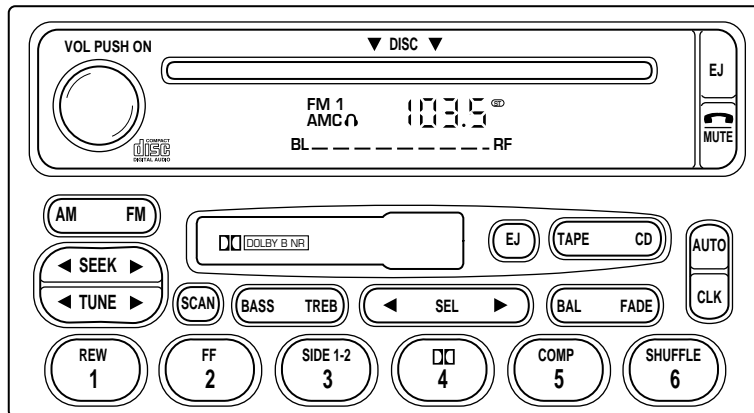 VOL PUSH ON
▼ DISC ▼
EJ
FM 1
103.5 ST
AMC
MUTE
BL RF
COMPACT
disc
DIGITAL AUDIO
AM FM
DOLBY B NR
EJ
TAPE CD
AUTO
◄ SEEK ►
◄ TUNE ►
SCAN
BASS TREB
◄ SEL ►
BAL FADE
CLK
REW
1
FF
2
SIDE 1-2
3
4
COMP
5
SHUFFLE
6